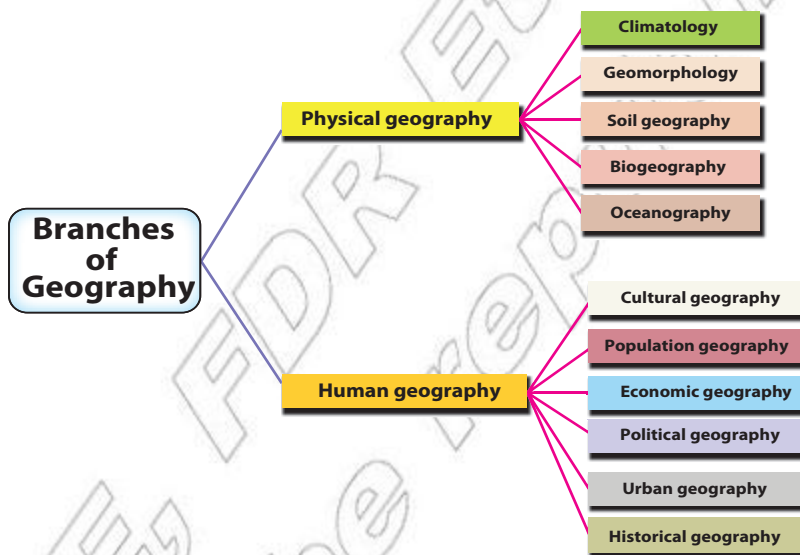 Branches
of
Geography
Physical geography
Climatology
Geomorphology
Soil geography
Biogeography
Oceanography
Human geography
Cultural geography
Population geography
Economic geography
Political geography
Urban geography
Historical geography
FDR